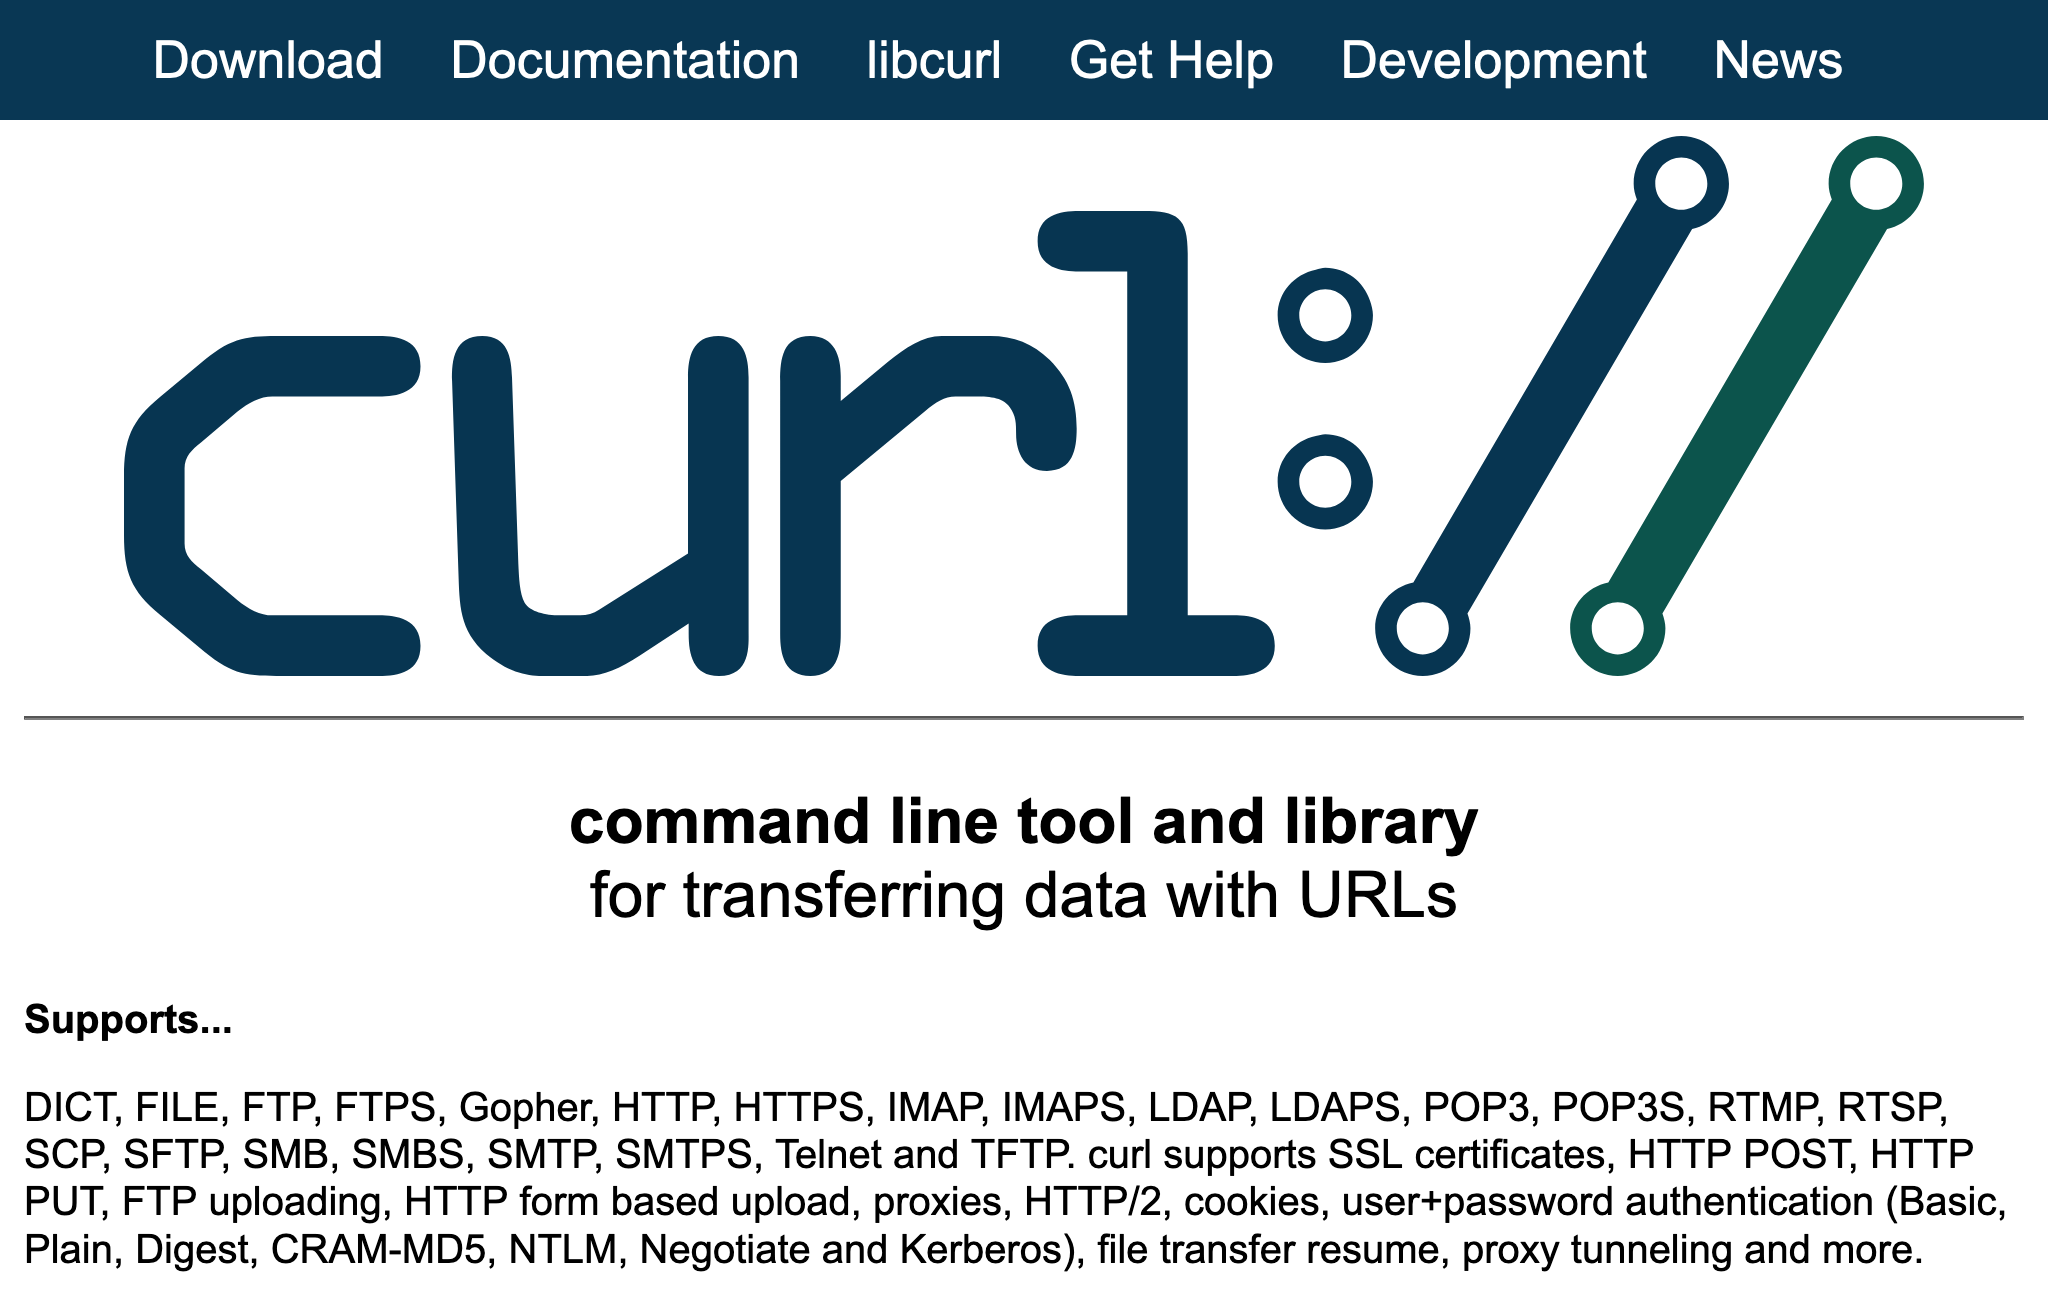 Download Documentation libcurl Get Help Development News
curl://
command line tool and library
for transferring data with URLs
Supports...
DICT, FILE, FTP, FTPS, Gopher, HTTP, HTTPS, IMAP, IMAPS, LDAP, LDAPS, POP3, POP3S, RTMP, RTSP,
SCP, SFTP, SMB, SMBS, SMTP, SMTPS, Telnet and TFTP. curl supports SSL certificates, HTTP POST, HTTP
PUT, FTP uploading, HTTP form based upload, proxies, HTTP/2, cookies, user+password authentication (Basic,
Plain, Digest, CRAM-MD5, NTLM, Negotiate and Kerberos), file transfer resume, proxy tunneling and more.